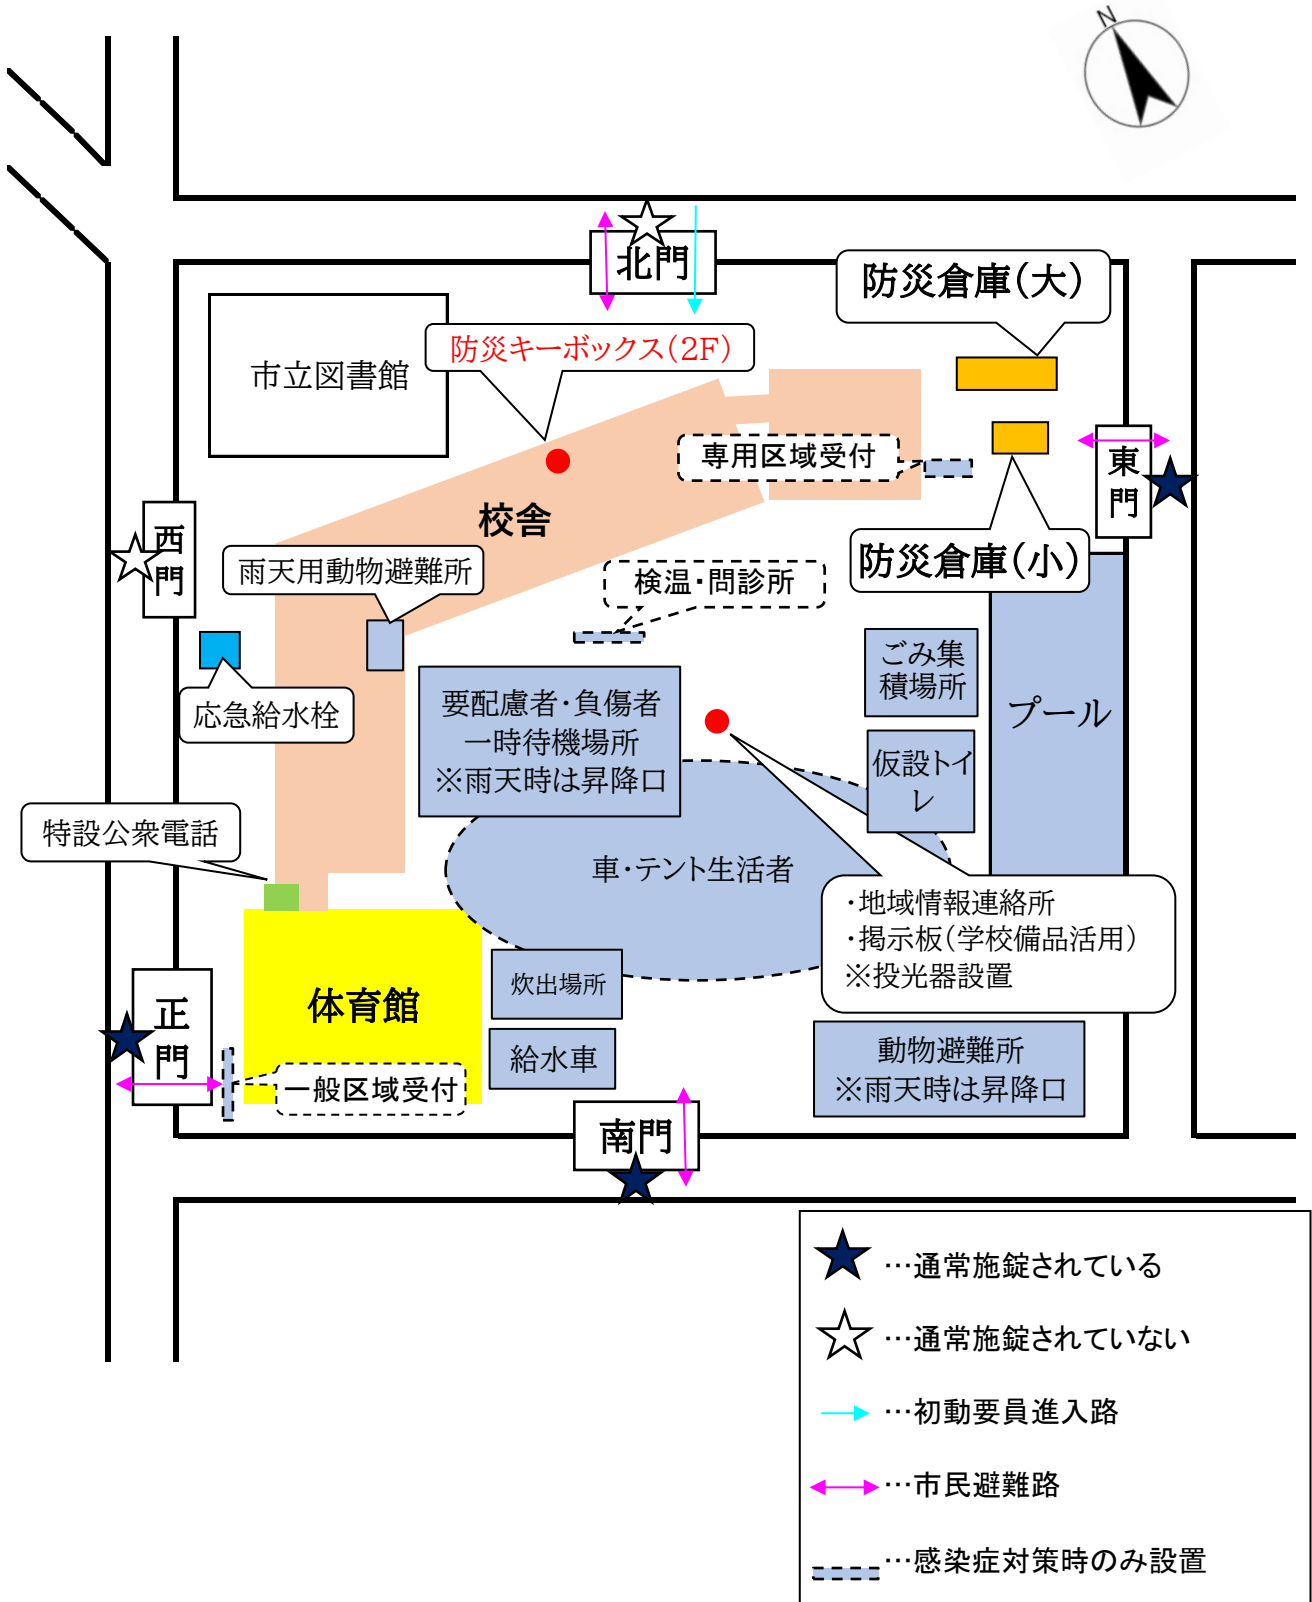 N
北門
防災倉庫(大)
防災キーボックス(2F)
市立図書館
専用区域受付
東
門
校舎
西
門
雨天用動物避難所
検温・問診所
防災倉庫(小)
ごみ集
積場所
プール
応急給水栓
要配慮者・負傷者
一時待機場所
※雨天時は昇降口
仮設トイ
レ
特設公衆電話
車・テント生活者
・地域情報連絡所
・掲示板(学校備品活用)
※投光器設置
体育館
炊出場所
正
門
給水車
動物避難所
※雨天時は昇降口
一般区域受付
南門
…通常施錠されている
…通常施錠されていない
…初動要員進入路
…市民避難路
…感染症対策時のみ設置